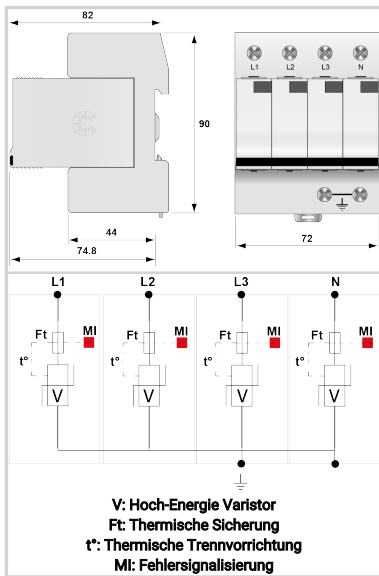 82
L1 L2 L3 N
90
44
74.8
72
L1 L2 L3 N
Ft MI Ft MI Ft MI Ft MI
t° t° t° t°
V V V V
V: Hoch-Energie Varistor
Ft: Thermische Sicherung
t°: Thermische Trennvorrichtung
MI: Fehlersignalisierung